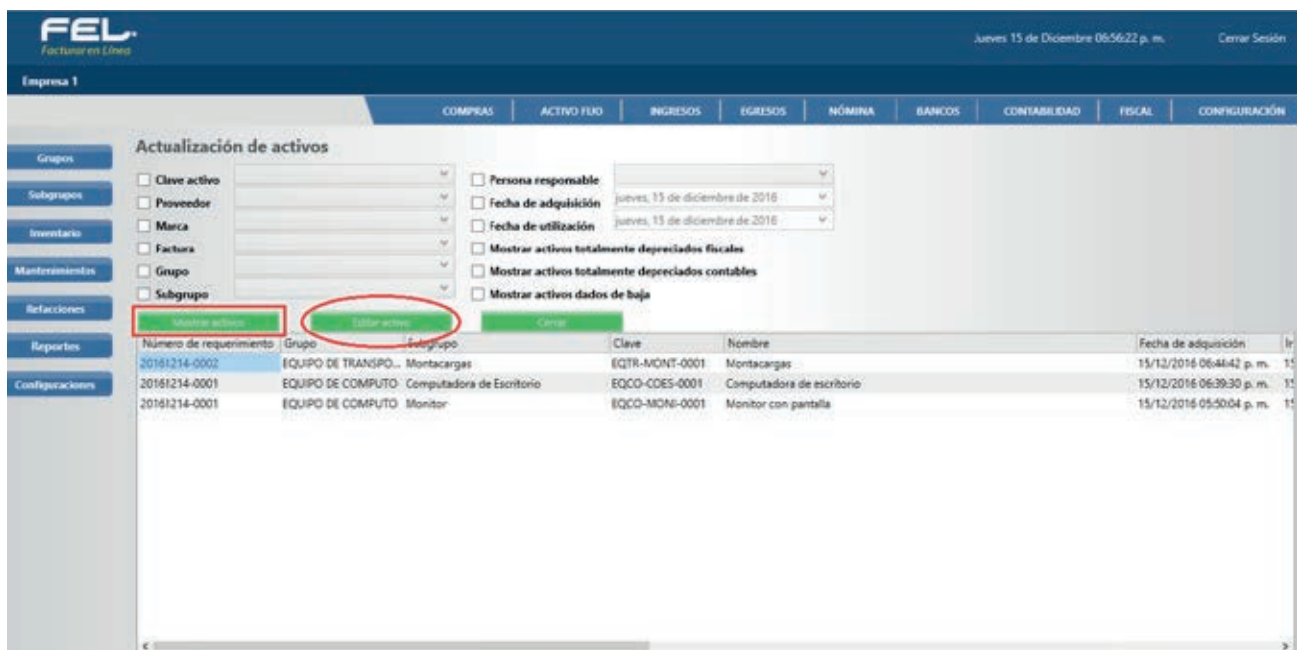 FEL.
Facturar en Línea
Jueves 15 de Diciembre 06:56:22 p. m. Cerrar Sesión
Empresa 1
COMPRAS ACTIVO FIJO INGRESOS EGRESOS NÓMINA BANCOS CONTABILIDAD FISCAL CONFIGURACIÓN
Actualización de activos
Grupos
Subgrupos
Inventario
Mantenimientos
Refacciones
Reportes
Configuraciones
Clave activo
Proveedor
Marca
Factura
Grupo
Subgrupo
Persona responsable
Fecha de adquisición jueves, 15 de diciembre de 2016
Fecha de utilización jueves, 15 de diciembre de 2016
Mostrar activos totalmente depreciados fiscales
Mostrar activos totalmente depreciados contables
Mostrar activos dados de baja
Mostrar activos Editar activo Cerrar
Número de requerimiento Grupo Subgrupo Clave Nombre Fecha de adquisición
20161214-0002 EQUIPO DE TRANSPO... Montacargas EQTR-MONT-0001 Montacargas 15/12/2016 06:44:42 p. m. 15
20161214-0001 EQUIPO DE COMPUTO Computadora de Escritorio EQCO-COES-0001 Computadora de escritorio 15/12/2016 06:39:30 p. m. 15
20161214-0001 EQUIPO DE COMPUTO Monitor EQCO-MONI-0001 Monitor con pantalla 15/12/2016 05:50:04 p. m. 15